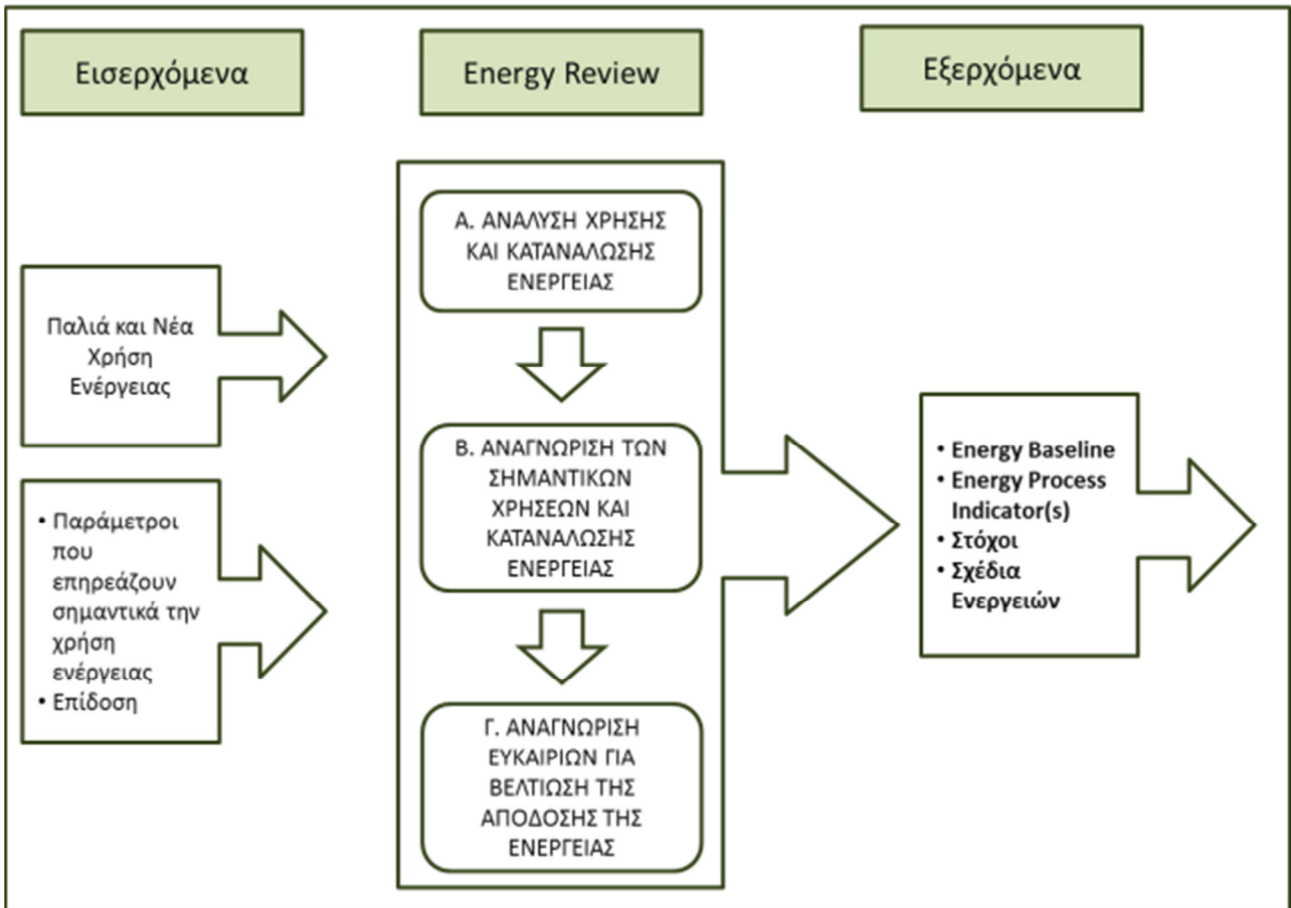 Εισερχόμενα
Energy Review
Εξερχόμενα
Παλιά και Νέα
Χρήση
Ενέργειας
• Παράμετροι
που
επηρεάζουν
σημαντικά την
χρήση
ενέργειας
• Επίδοση
Α. ΑΝΑΛΥΣΗ ΧΡΗΣΗΣ
ΚΑΙ ΚΑΤΑΝΑΛΩΣΗΣ
ΕΝΕΡΓΕΙΑΣ
Β. ΑΝΑΓΝΩΡΙΣΗ ΤΩΝ
ΣΗΜΑΝΤΙΚΩΝ
ΧΡΗΣΕΩΝ ΚΑΙ
ΚΑΤΑΝΑΛΩΣΗΣ
ΕΝΕΡΓΕΙΑΣ
Γ. ΑΝΑΓΝΩΡΙΣΗ
ΕΥΚΑΙΡΙΩΝ ΓΙΑ
ΒΕΛΤΙΩΣΗ ΤΗΣ
ΑΠΟΔΟΣΗΣ ΤΗΣ
ΕΝΕΡΓΕΙΑΣ
• Energy Baseline
• Energy Process
Indicator(s)
• Στόχοι
• Σχέδια
Ενεργειών